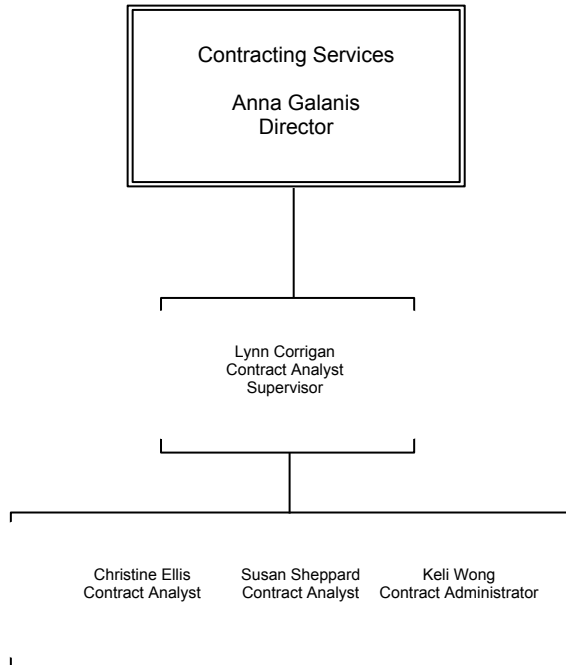 Contracting Services
Anna Galanis
Director
Lynn Corrigan
Contract Analyst
Supervisor
Christine Ellis
Contract Analyst
Susan Sheppard
Contract Analyst
Keli Wong
Contract Administrator